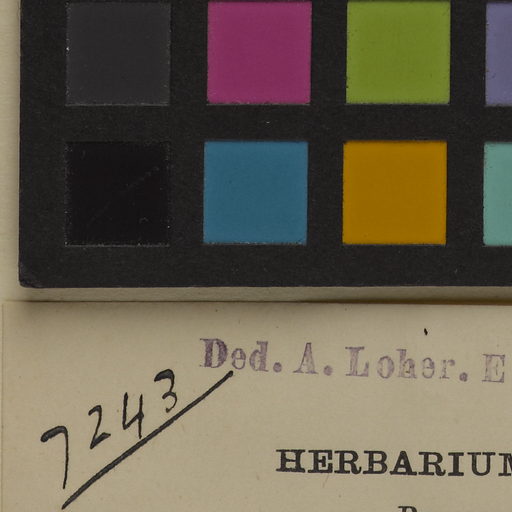 Ded. A. Loher. E
7243
HERBARIUM